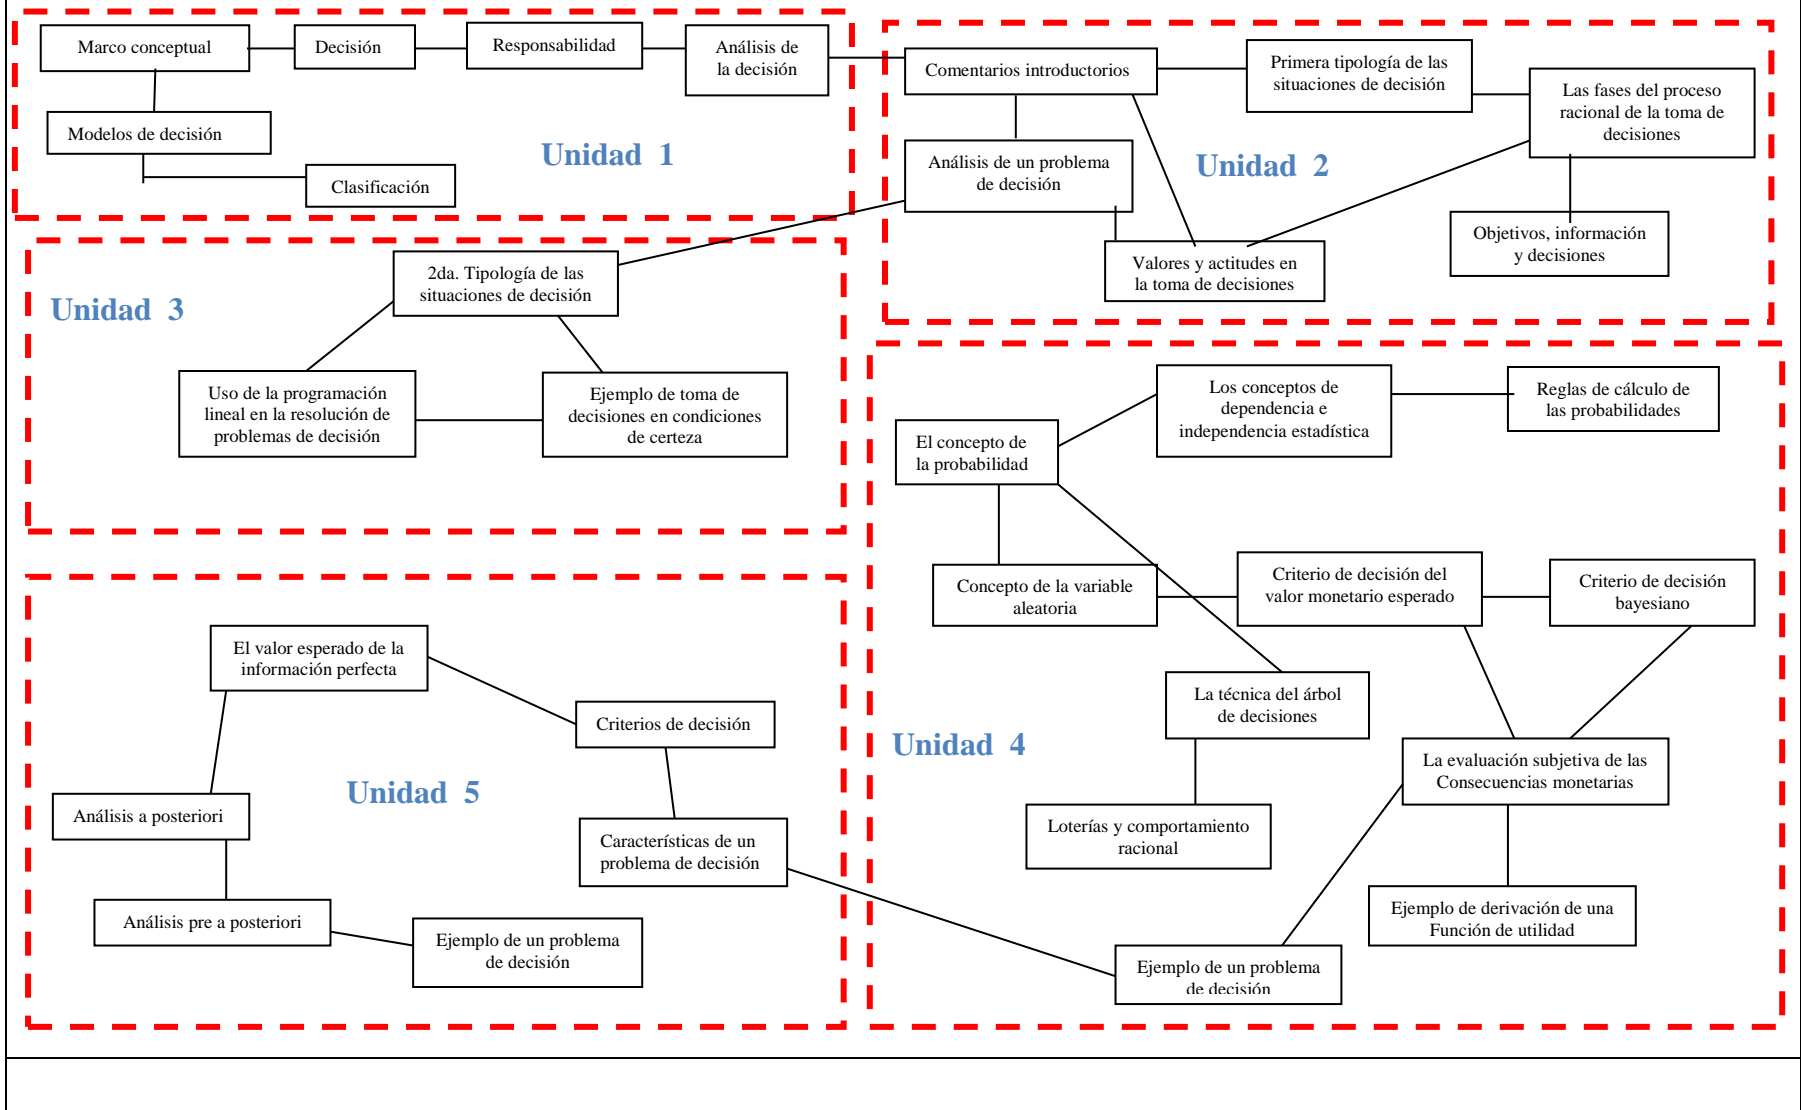 Marco conceptual
Decisión
Responsabilidad
Análisis de
la decisión
Modelos de decisión
Unidad 1
Clasificación
Comentarios introductorios
Primera tipología de las
situaciones de decisión
Las fases del proceso
racional de la toma de
decisiones
Análisis de un problema
de decisión
Unidad 2
Objetivos, información
y decisiones
Valores y actitudes en
la toma de decisiones
2da. Tipología de las
situaciones de decisión
Unidad 3
Uso de la programación
lineal en la resolución de
problemas de decisión
Ejemplo de toma de
decisiones en condiciones
de certeza
Los conceptos de
dependencia e
independencia estadística
Reglas de cálculo de
las probabilidades
El concepto de
la probabilidad
Concepto de la variable
aleatoria
Criterio de decisión del
valor monetario esperado
Criterio de decisión
bayesiano
La técnica del árbol
de decisiones
Unidad 4
La evaluación subjetiva de las
Consecuencias monetarias
Loterías y comportamiento
racional
Ejemplo de derivación de una
Función de utilidad
Ejemplo de un problema
de decisión
El valor esperado de la
información perfecta
Criterios de decisión
Unidad 5
Análisis a posteriori
Características de un
problema de decisión
Análisis pre a posteriori
Ejemplo de un problema
de decisión